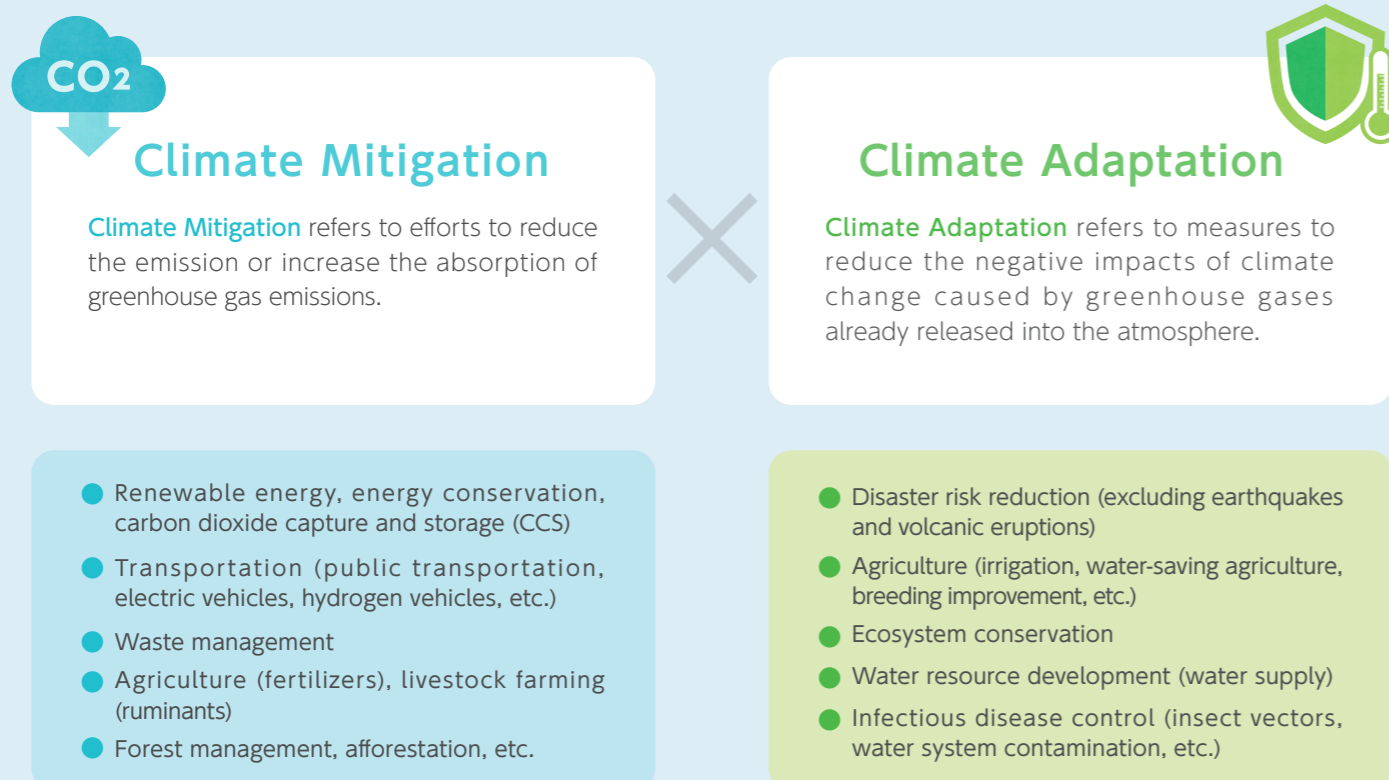 CO2
Climate Mitigation
Climate Mitigation refers to efforts to reduce
the emission or increase the absorption of
greenhouse gas emissions.
Climate Adaptation
Climate Adaptation refers to measures to
reduce the negative impacts of climate
change caused by greenhouse gases
already released into the atmosphere.
Renewable energy, energy conservation,
carbon dioxide capture and storage (CCS)
Transportation (public transportation,
electric vehicles, hydrogen vehicles, etc.)
Waste management
Agriculture (fertilizers), livestock farming
(ruminants)
Forest management, afforestation, etc.
Disaster risk reduction (excluding earthquakes
and volcanic eruptions)
Agriculture (irrigation, water-saving agriculture,
breeding improvement, etc.)
Ecosystem conservation
Water resource development (water supply)
Infectious disease control (insect vectors,
water system contamination, etc.)